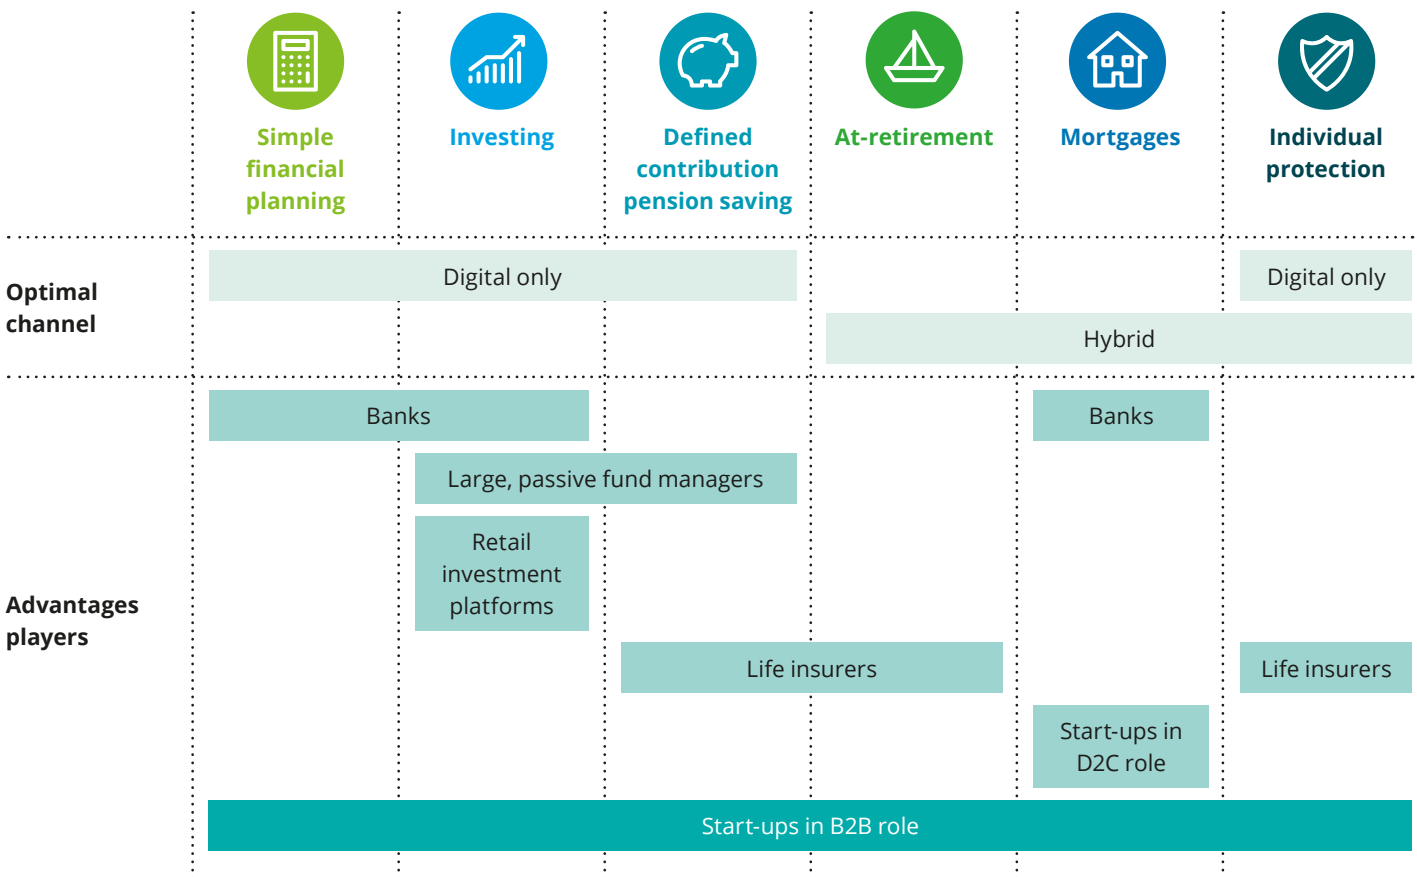 Simple
financial
planning
Investing
Defined
contribution
pension saving
At-retirement
Mortgages
Individual
protection
Optimal
channel
Digital only
Digital only
Hybrid
Advantages
players
Banks
Banks
Large, passive fund managers
Retail
investment
platforms
Life insurers
Life insurers
Start-ups in
D2C role
Start-ups in B2B role